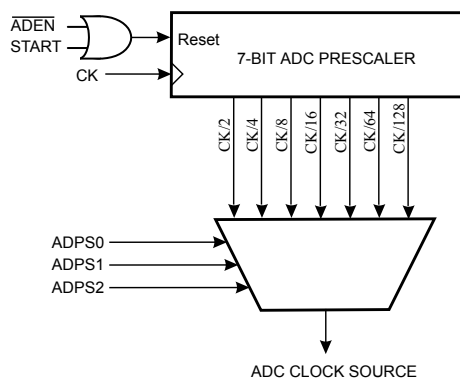 ADEN
START
Reset
7-BIT ADC PRESCALER
CK
CK/2
CK/4
CK/8
CK/16
CK/32
CK/64
CK/128
ADPS0
ADPS1
ADPS2
ADC CLOCK SOURCE